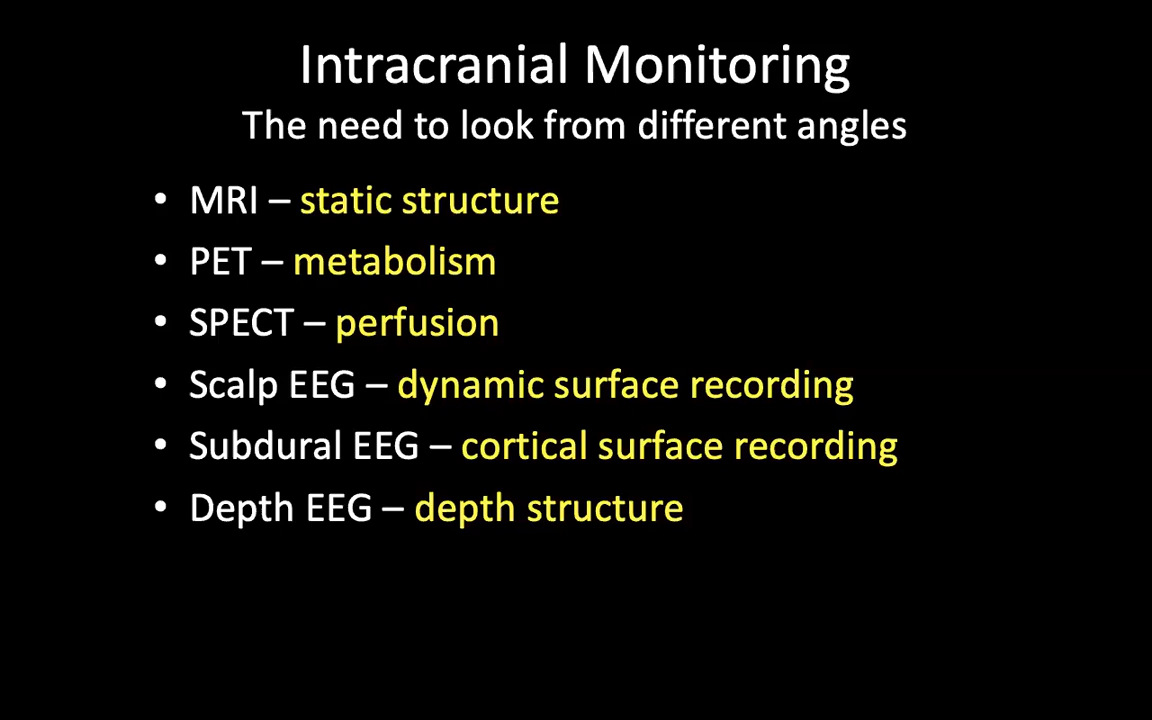 Intracranial Monitoring
The need to look from different angles
• MRI – static structure
• PET – metabolism
• SPECT – perfusion
• Scalp EEG – dynamic surface recording
• Subdural EEG – cortical surface recording
• Depth EEG – depth structure